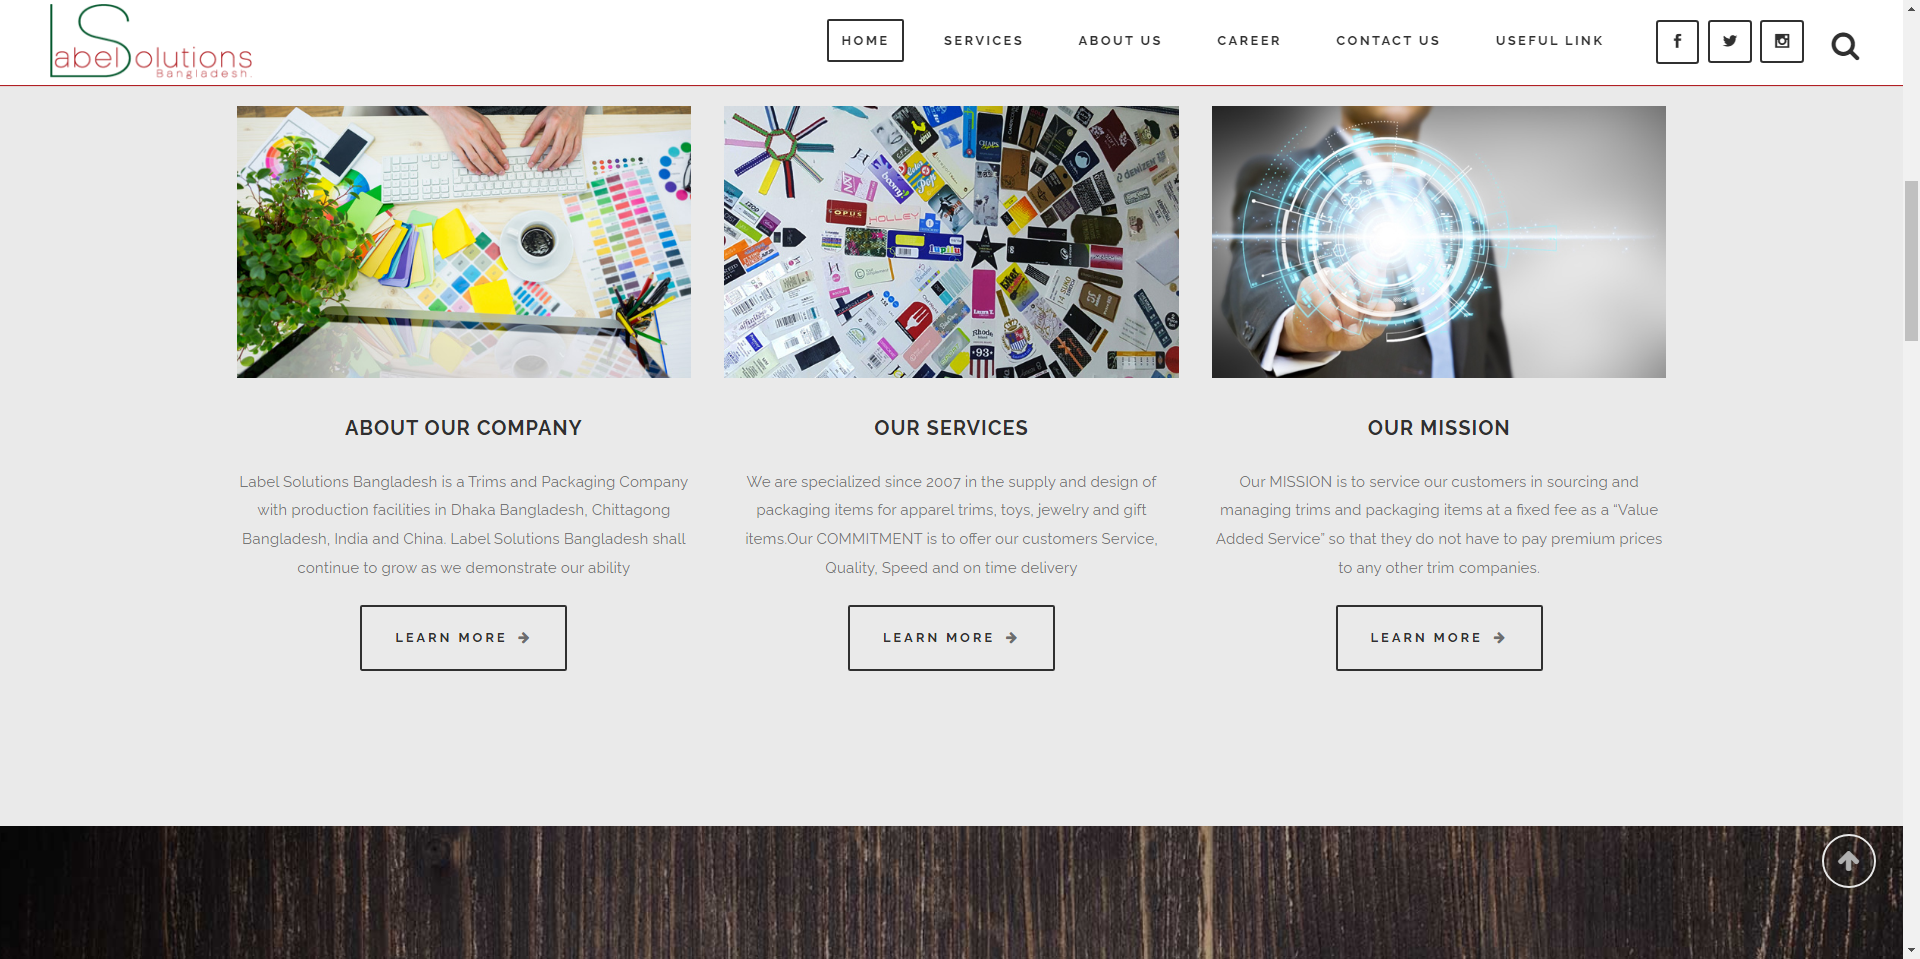 Label Solutions
Bangladesh.
HOME
SERVICES
ABOUT US
CAREER
CONTACT US
USEFUL LINK
OPUS
HOLLEY
lupilu
Rhode
93
ABOUT OUR COMPANY
Label Solutions Bangladesh is a Trims and Packaging Company
with production facilities in Dhaka Bangladesh, Chittagong
Bangladesh, India and China. Label Solutions Bangladesh shall
continue to grow as we demonstrate our ability
LEARN MORE
OUR SERVICES
We are specialized since 2007 in the supply and design of
packaging items for apparel trims, toys, jewelry and gift
items.Our COMMITMENT is to offer our customers Service,
Quality, Speed and on time delivery
LEARN MORE
OUR MISSION
Our MISSION is to service our customers in sourcing and
managing trims and packaging items at a fixed fee as a “Value
Added Service” so that they do not have to pay premium prices
to any other trim companies.
LEARN MORE